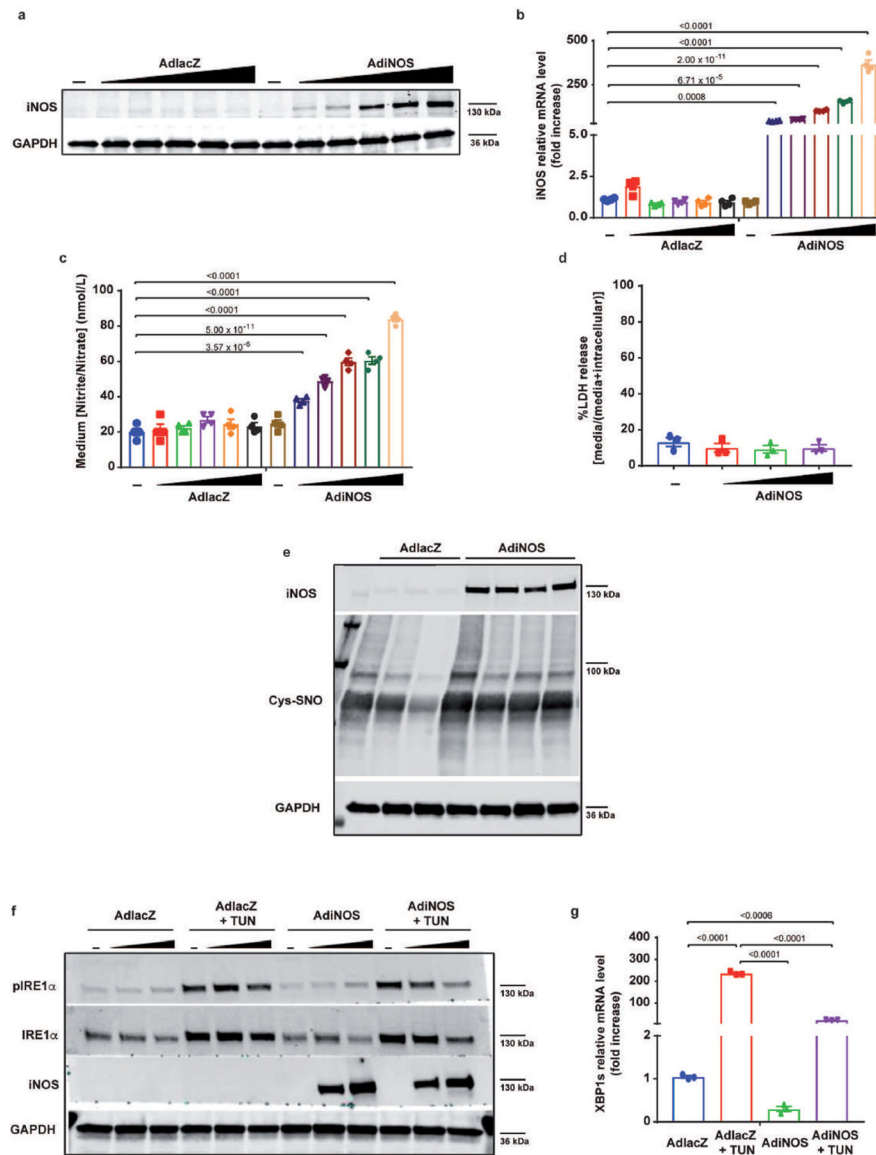 a
AdlacZ
AdiNOS
–
–
iNOS
130 kDa
GAPDH
36 kDa
b
<0.0001
<0.0001
2.00 x 10-11
6.71 x 10-5
0.0008
iNOS relative mRNA level
(fold increase)
500
250
5.0
2.5
0.0
–
AdlacZ
–
AdiNOS
c
<0.0001
<0.0001
<0.0001
5.00 x 10-11
3.57 x 10-6
Medium [Nitrite/Nitrate] (nmol/L)
100
80
60
40
20
0
–
AdlacZ
–
AdiNOS
d
%LDH release
[media/(media+intracellular)]
100
80
60
40
20
0
–
AdiNOS
e
AdlacZ
AdiNOS
iNOS
130 kDa
100 kDa
Cys-SNO
GAPDH
36 kDa
f
AdlacZ
AdlacZ
+ TUN
AdiNOS
AdiNOS
+ TUN
–
–
–
–
pIRE1α
130 kDa
IRE1α
130 kDa
iNOS
130 kDa
GAPDH
36 kDa
g
<0.0006
<0.0001
<0.0001
<0.0001
XBP1s relative mRNA level
(fold increase)
400
300
200
100
2
1
0
AdlacZ
AdlacZ
+ TUN
AdiNOS
AdiNOS
+ TUN